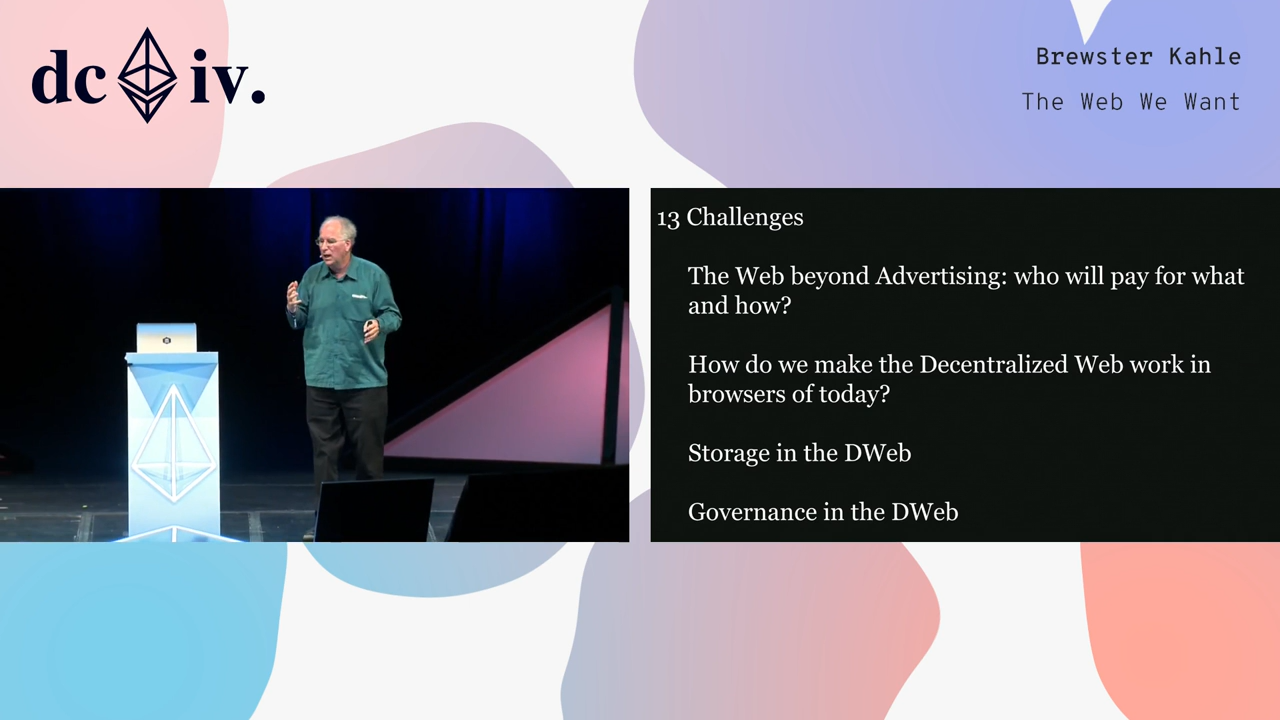 dc iv.
Brewster Kahle
The Web We Want
13 Challenges
The Web beyond Advertising: who will pay for what
and how?
How do we make the Decentralized Web work in
browsers of today?
Storage in the DWeb
Governance in the DWeb